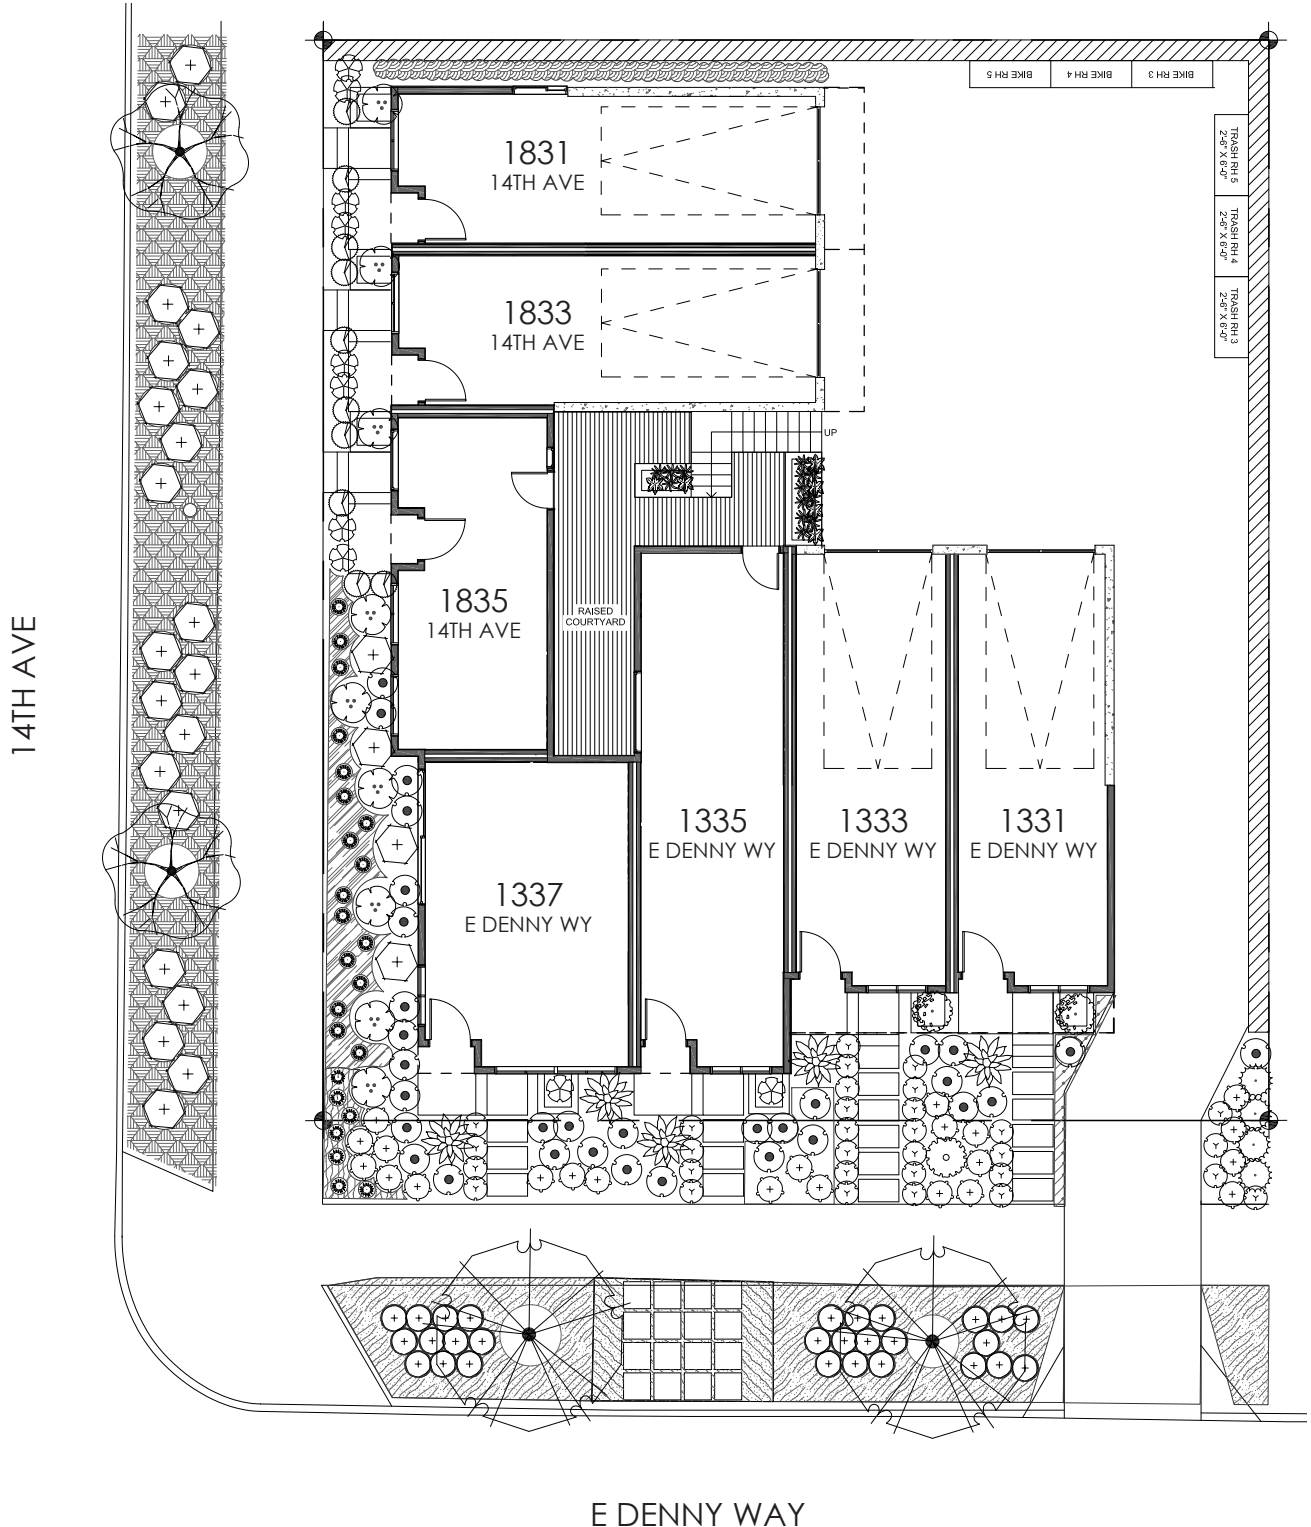 BIKE RH 5
BIKE RH 4
BIKE RH 3
TRASH RH 5
2'-6" X 6'-0"
TRASH RH 4
2'-6" X 6'-0"
TRASH RH 3
2'-6" X 6'-0"
1831
14TH AVE
1833
14TH AVE
UP
1835
14TH AVE
RAISED
COURTYARD
14TH AVE
1335
E DENNY WY
1333
E DENNY WY
1331
E DENNY WY
1337
E DENNY WY
E DENNY WAY